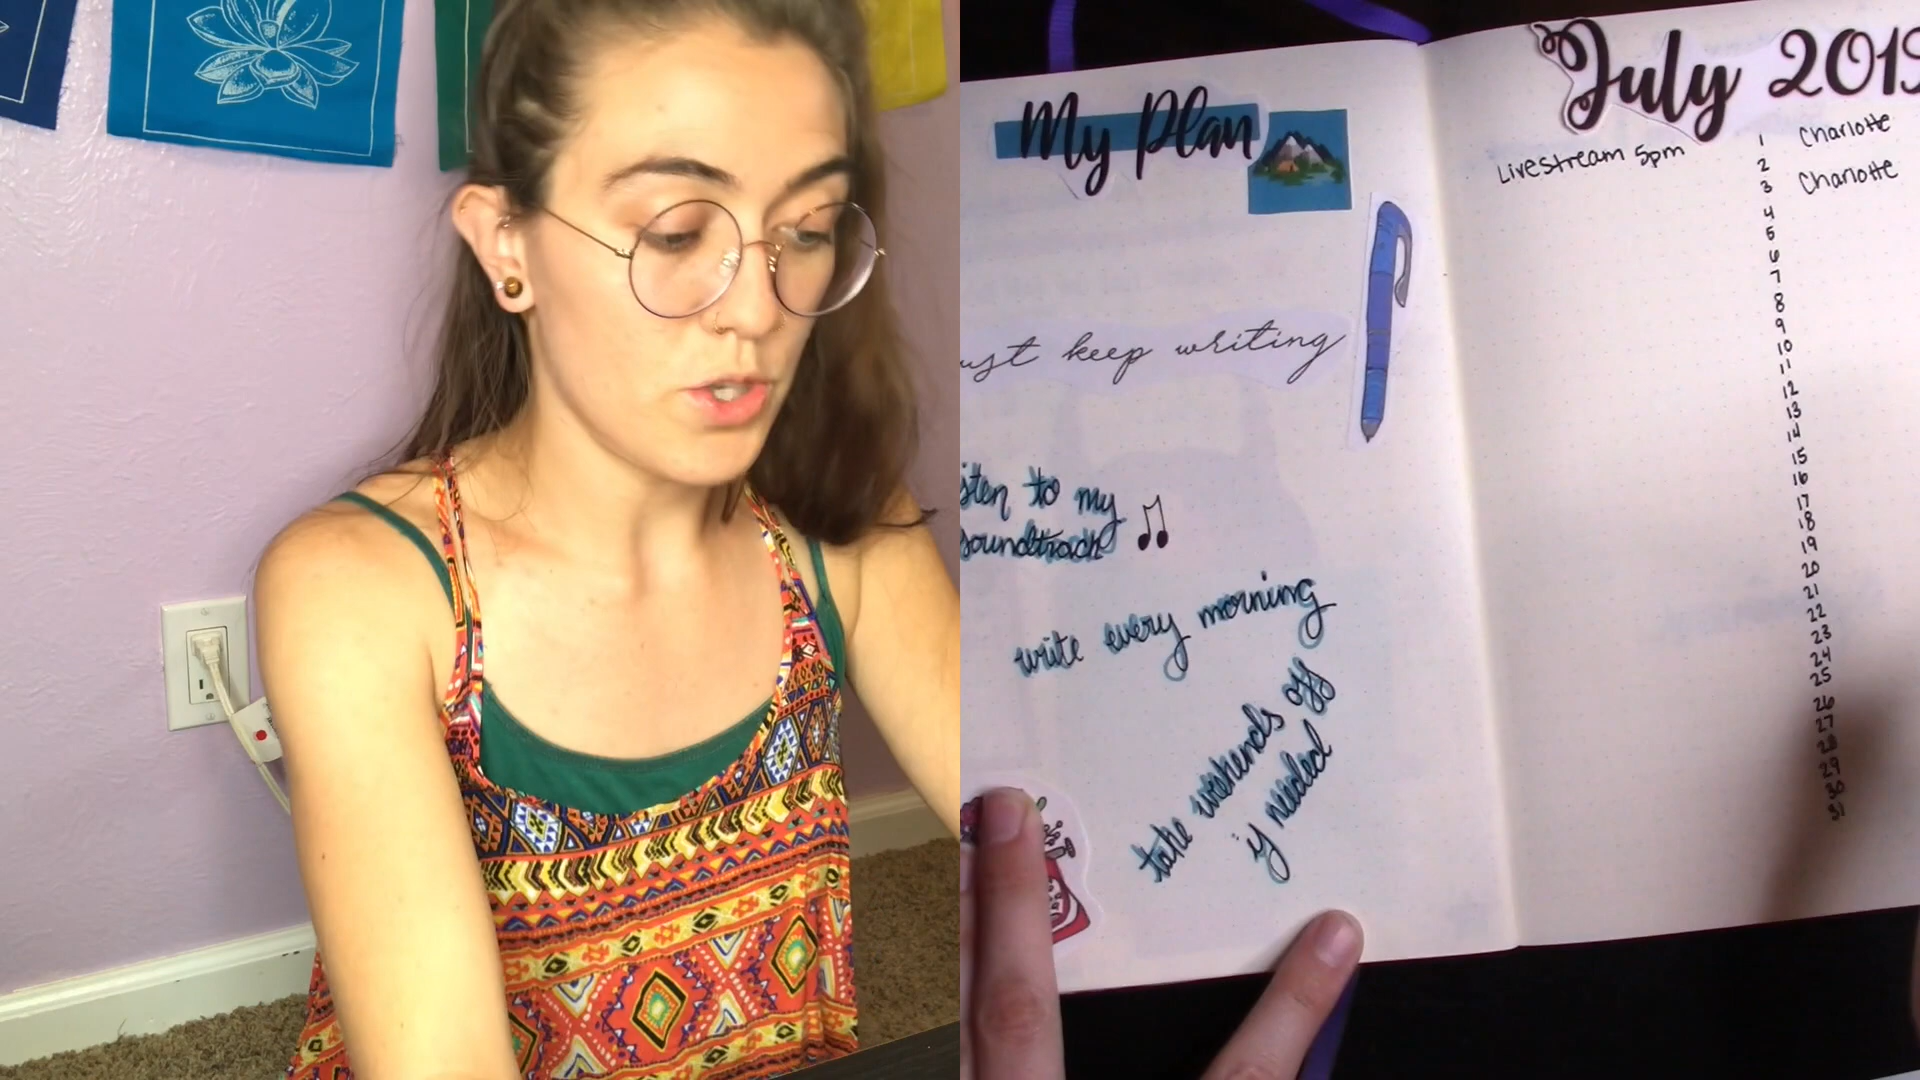 My Plan
ust keep writing
isten to my
soundtrack
write every morning
take weekends off
if needed
July 2019
1 Charlotte
Livestream 5pm 2
3 Charlotte
4
5
6
7
8
9
10
11
12
13
14
15
16
17
18
19
20
21
22
23
24
25
26
27
28
29
30
31